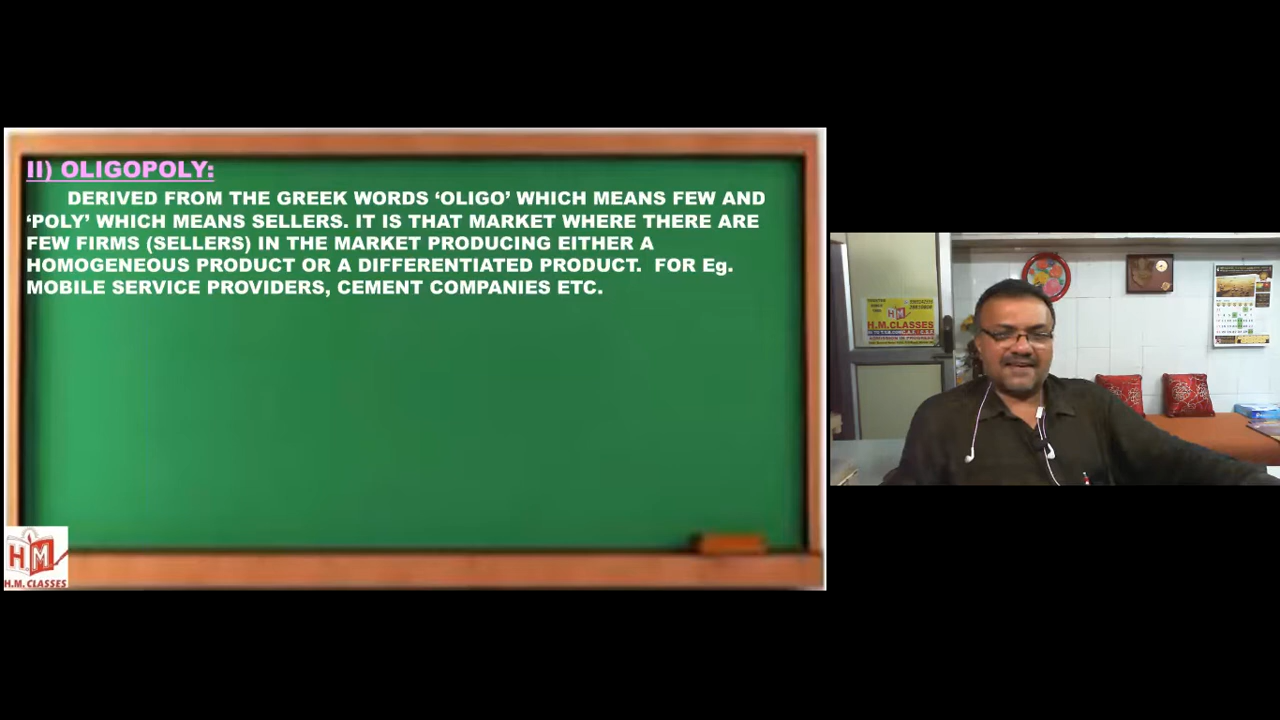 II) OLIGOPOLY:
DERIVED FROM THE GREEK WORDS ‘OLIGO’ WHICH MEANS FEW AND
‘POLY’ WHICH MEANS SELLERS. IT IS THAT MARKET WHERE THERE ARE
FEW FIRMS (SELLERS) IN THE MARKET PRODUCING EITHER A
HOMOGENEOUS PRODUCT OR A DIFFERENTIATED PRODUCT. FOR Eg.
MOBILE SERVICE PROVIDERS, CEMENT COMPANIES ETC.
HM
H.M. CLASSES
HM
H.M.CLASSES